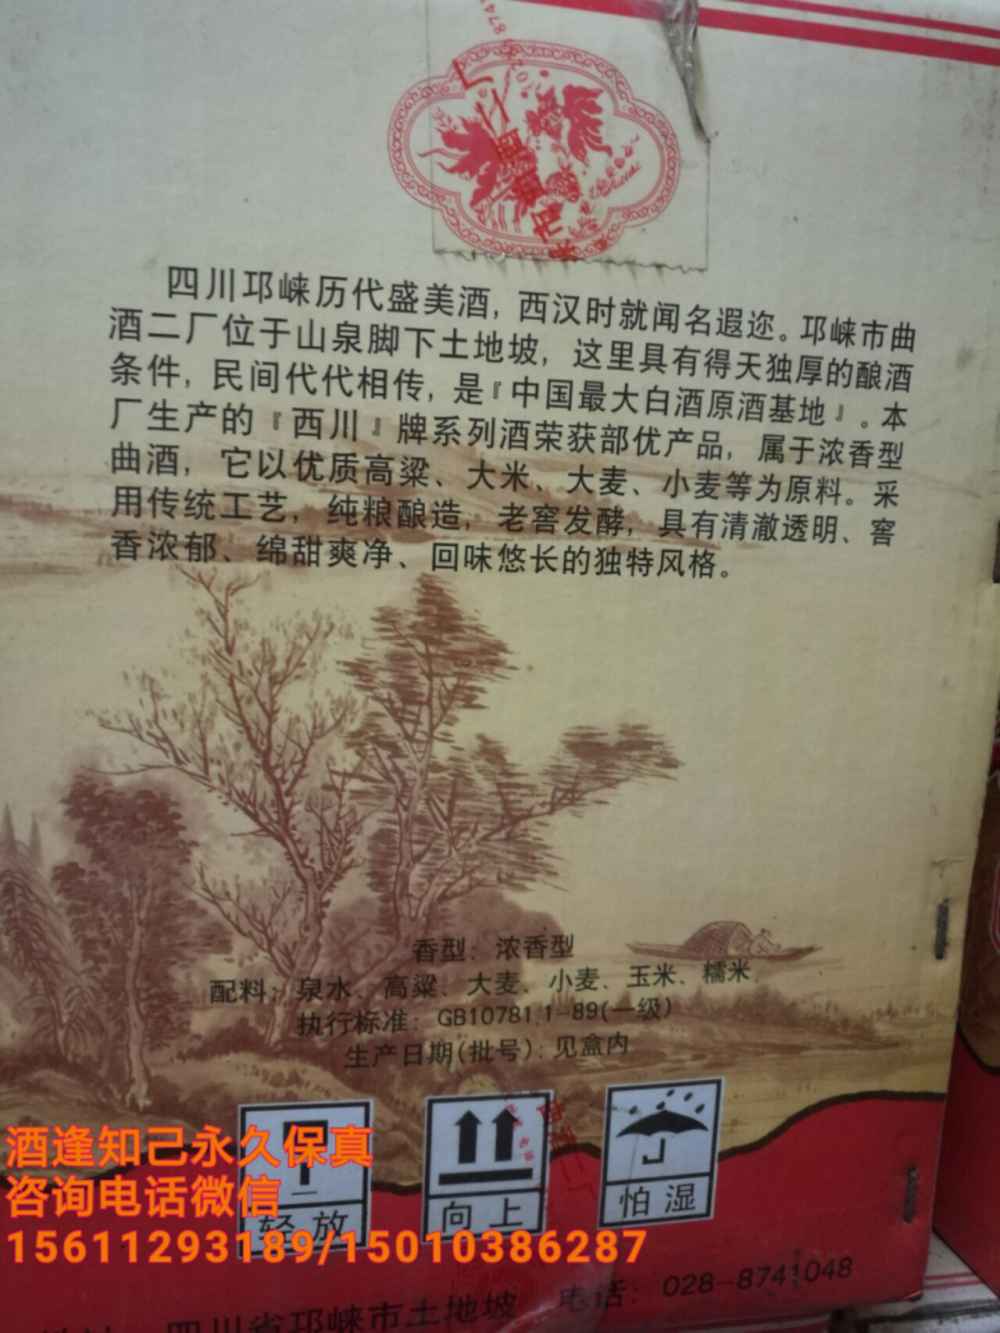 四川邛崃历代盛美酒，西汉时就闻名遐迩。邛崃市曲
酒二厂位于山泉脚下土地坡，这里具有得天独厚的酿酒
条件，民间代代相传，是『中国最大白酒原酒基地』。本
厂生产的『西川』牌系列酒荣获部优产品，属于浓香型
曲酒，它以优质高粱、大米、大麦、小麦等为原料。采
用传统工艺，纯粮酿造，老窖发酵，具有清澈透明、窖
香浓郁、绵甜爽净、回味悠长的独特风格。
香型：浓香型
配料：泉水、高粱、大麦、小麦、玉米、糯米
执行标准：GB10781.1-89(一级)
生产日期(批号)：见盒内
轻放
向上
怕湿
酒逢知己永久保真
咨询电话微信
15611293189/15010386287
四川省邛崃市土地坡 电话：028-8741048